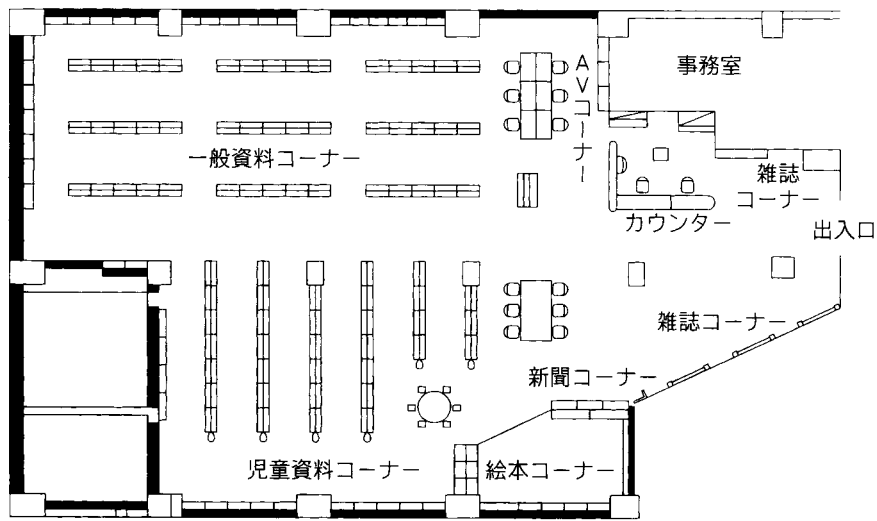 事務室
AVコーナー
一般資料コーナー
雑誌
コーナー
カウンター
出入口
雑誌コーナー
新聞コーナー
児童資料コーナー
絵本コーナー